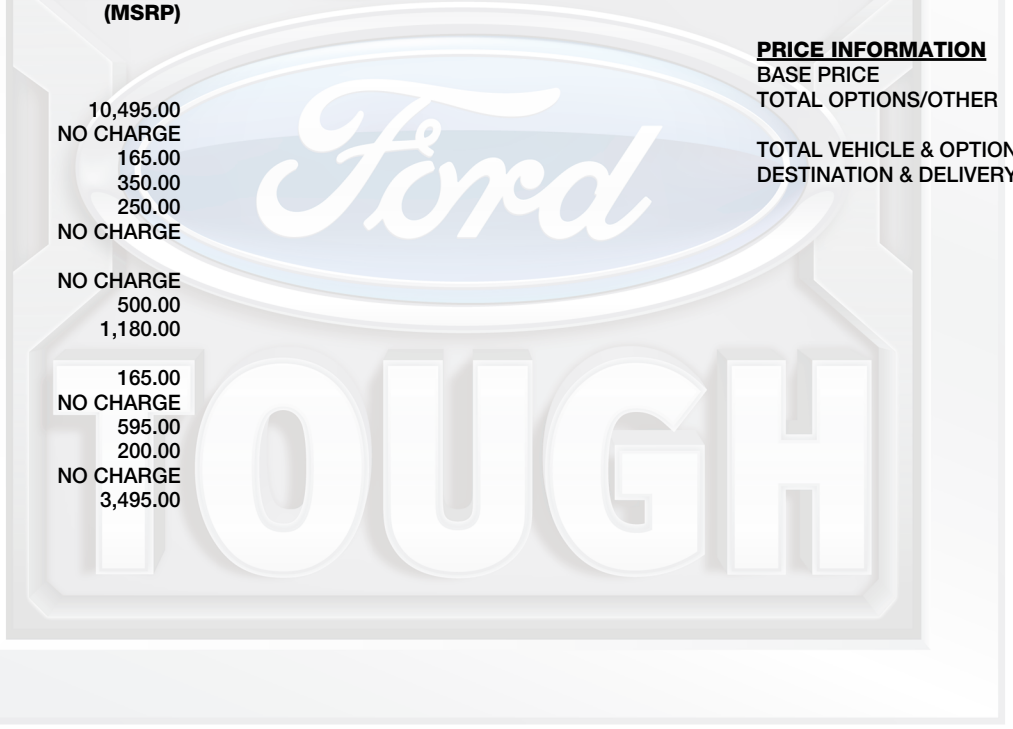 (MSRP)
10,495.00
NO CHARGE
165.00
350.00
250.00
NO CHARGE
NO CHARGE
500.00
1,180.00
165.00
NO CHARGE
595.00
200.00
NO CHARGE
3,495.00
PRICE INFORMATION
BASE PRICE
TOTAL OPTIONS/OTHER
TOTAL VEHICLE & OPTION
DESTINATION & DELIVERY
Ford
TOUGH